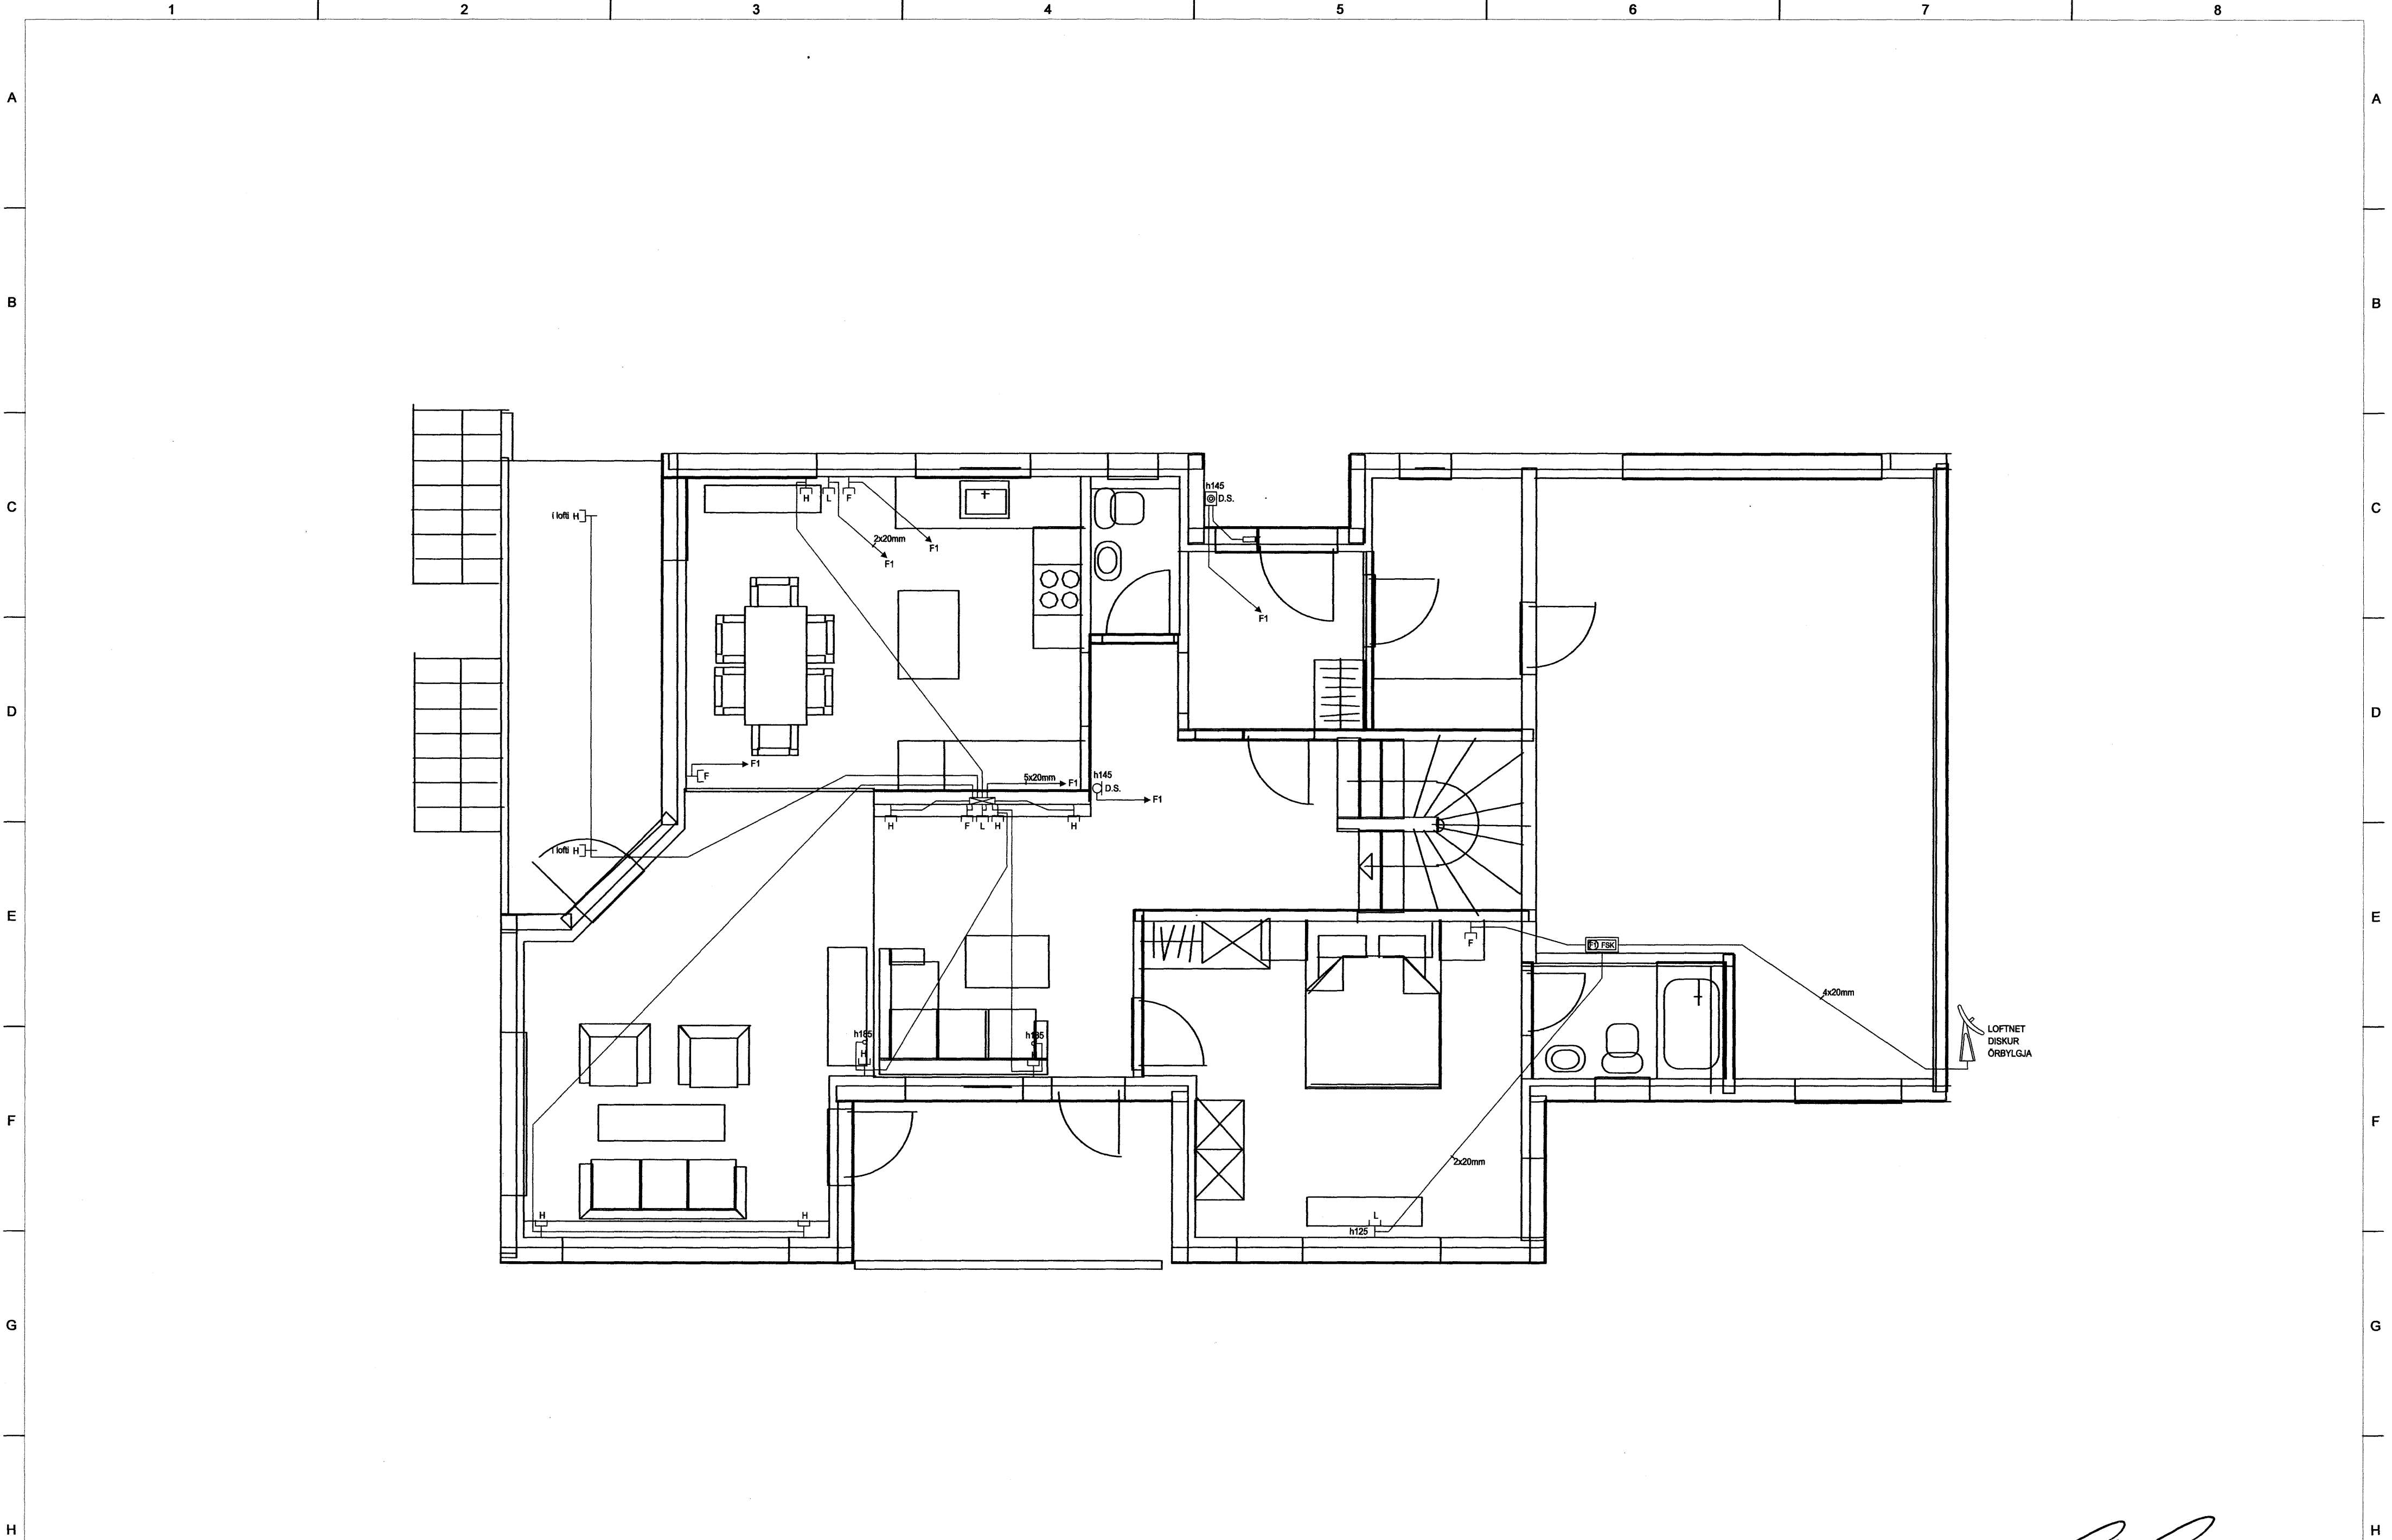 1 2 3 4 5 6 7 8
A A
B B
C C
h145
D.S.
H L F
í lofti H
2x20mm
F1
F1
F1
D D
F
F1
5x20mm
F1
h145
D.S.
F1
H F L H H
í lofti H
E E
F
F1 FSK
4x20mm
LOFTNET
DISKUR
ÖRBYLGJA
h185
H
h185
F F
2x20mm
H H
L
h125
G G
H H